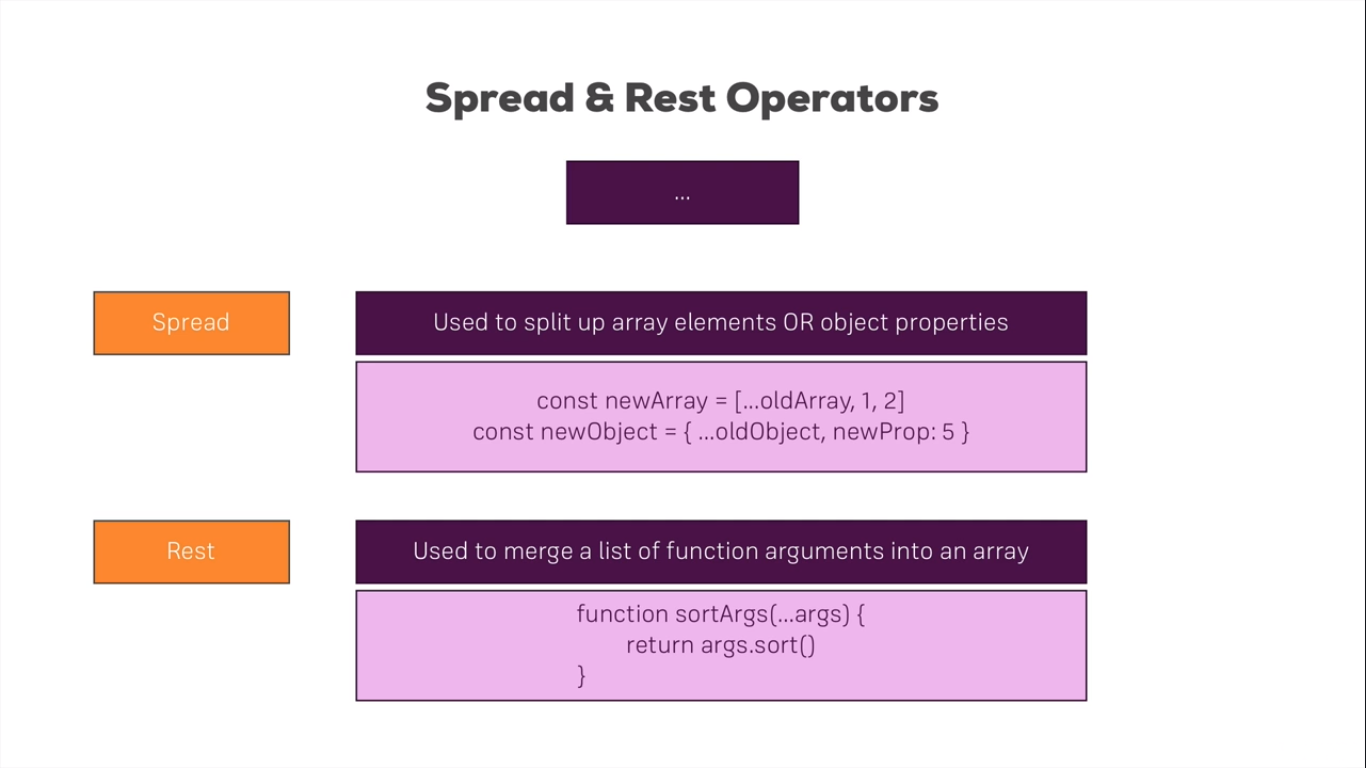 Spread & Rest Operators
...
Spread
Used to split up array elements OR object properties
const newArray = [...oldArray, 1, 2]
const newObject = { ...oldObject, newProp: 5 }
Rest
Used to merge a list of function arguments into an array
function sortArgs(...args) {
return args.sort()
}